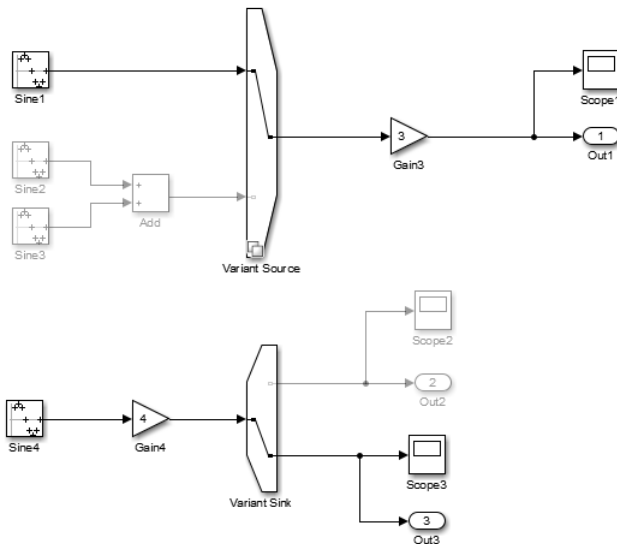 Sine1
3
Scope1
Gain3
1
Out1
Sine2
+
+
Add
Sine3
Variant Source
Scope2
2
Out2
4
Sine4
Gain4
Scope3
Variant Sink
3
Out3